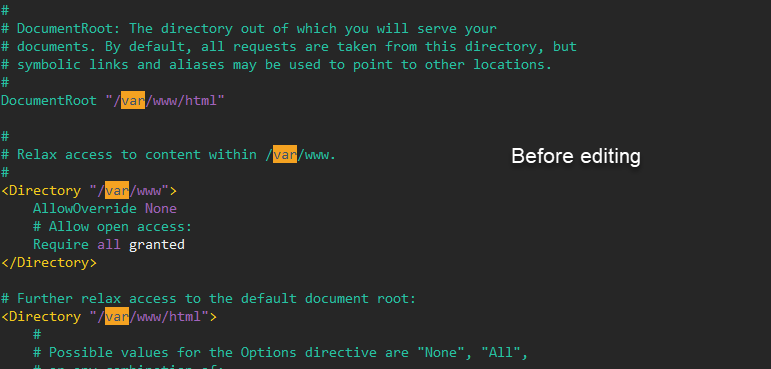 #
# DocumentRoot: The directory out of which you will serve your
# documents. By default, all requests are taken from this directory, but
# symbolic links and aliases may be used to point to other locations.
#
DocumentRoot "/var/www/html"
#
# Relax access to content within /var/www.
Before editing
#
<Directory "/var/www">
    AllowOverride None
    # Allow open access:
    Require all granted
</Directory>
# Further relax access to the default document root:
<Directory "/var/www/html">
    #
    # Possible values for the Options directive are "None", "All",
    # or any combination of: